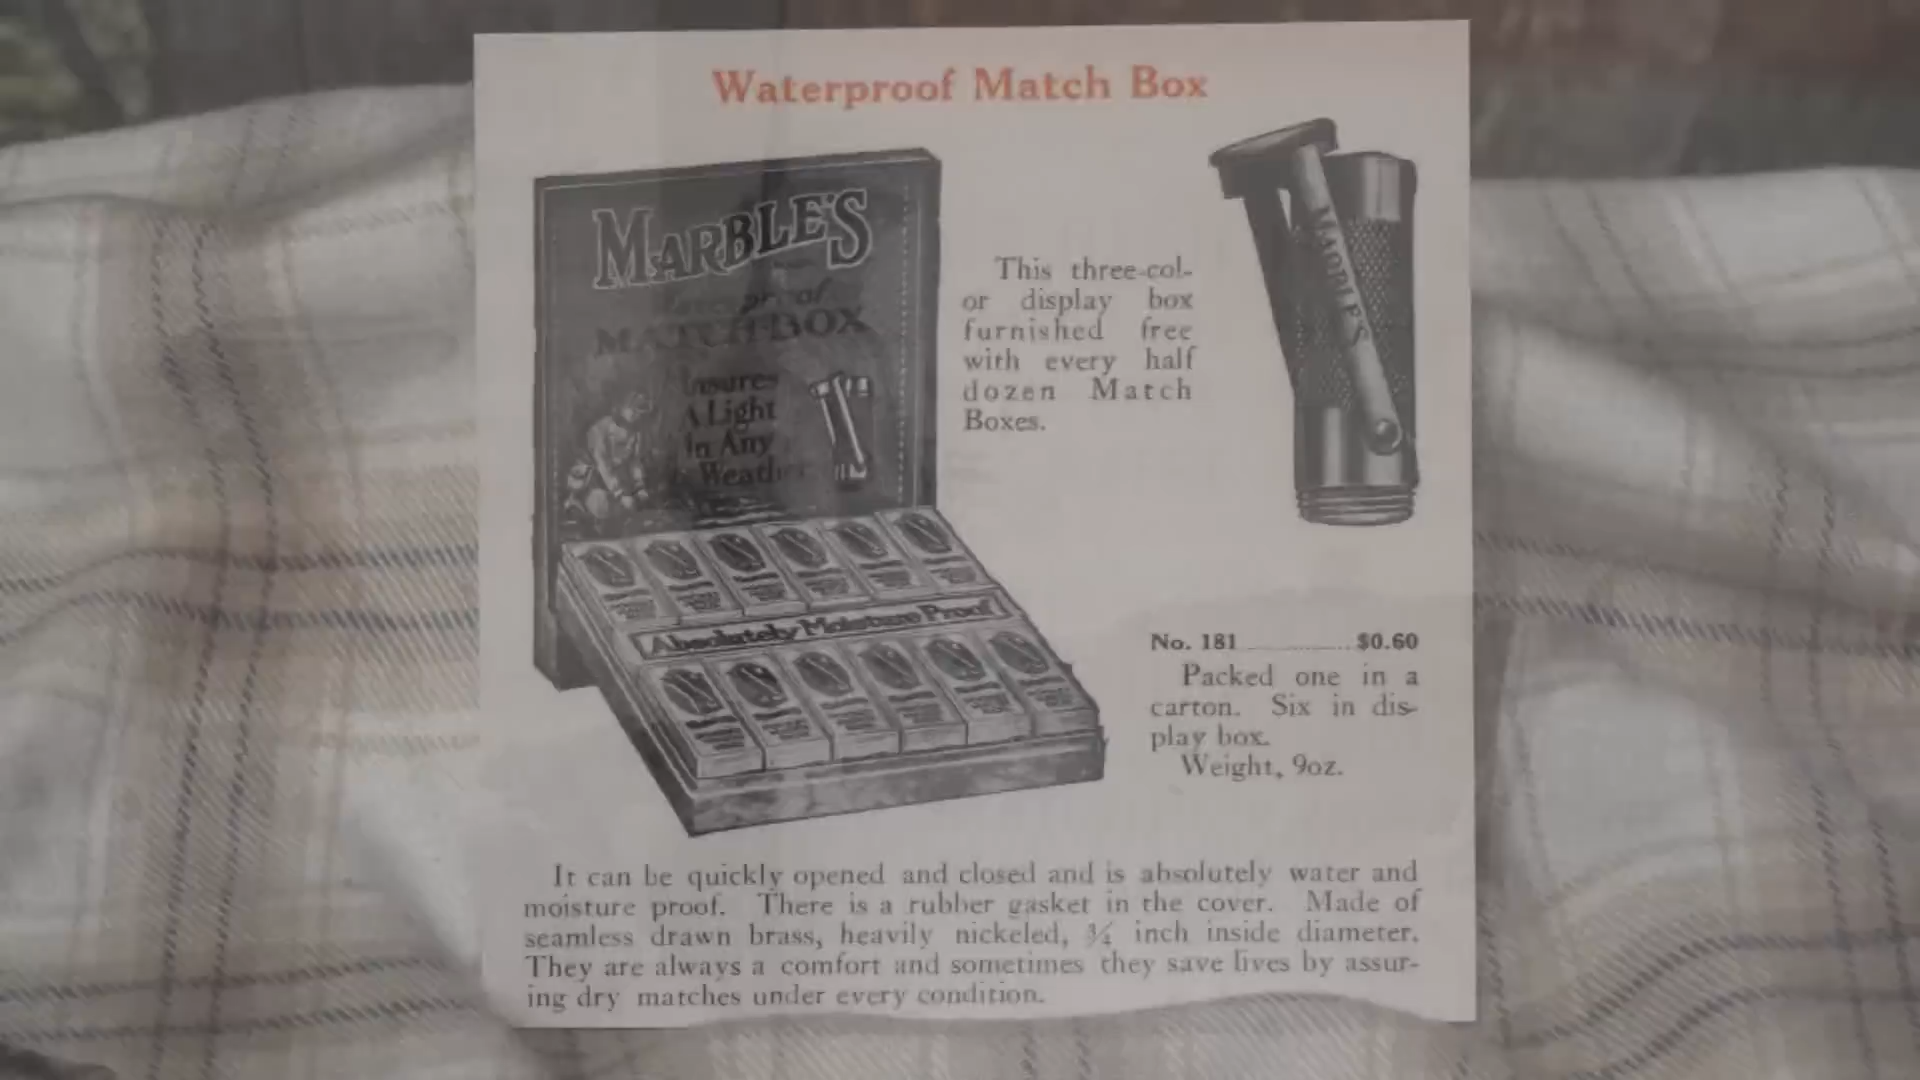 Waterproof Match Box
MARBLE'S
MATCH-BOX
Insures
A Light
In Any
Weather
Absolutely Moisture Proof
This three-col-
or display box
furnished free
with every half
dozen Match
Boxes.
MARBLE'S
No. 181 ............... $0.60
Packed one in a
carton. Six in dis-
play box.
Weight, 9oz.
It can be quickly opened and closed and is absolutely water and
moisture proof. There is a rubber gasket in the cover. Made of
seamless drawn brass, heavily nickeled, ¾ inch inside diameter.
They are always a comfort and sometimes they save lives by assur-
ing dry matches under every condition.